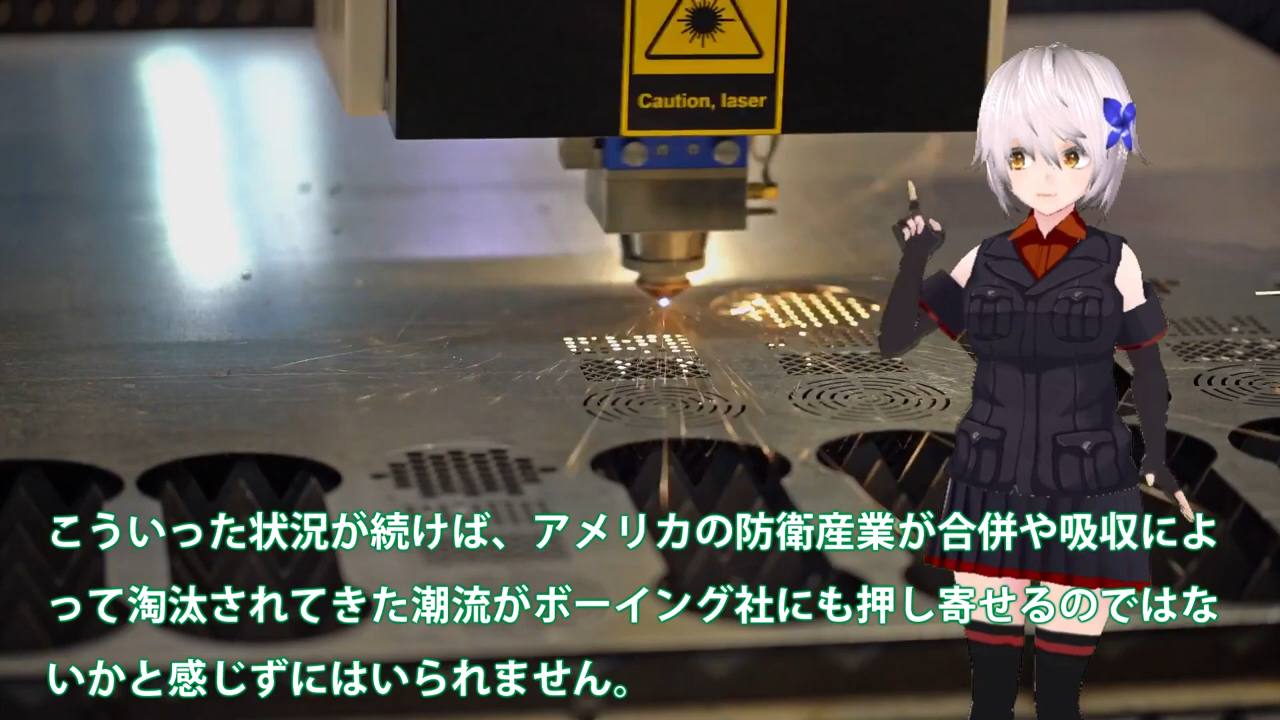 Caution, laser
こういった状況が続けば、アメリカの防衛産業が合併や吸収によ
って淘汰されてきた潮流がボーイング社にも押し寄せるのではな
いかと感じずにはいられません。